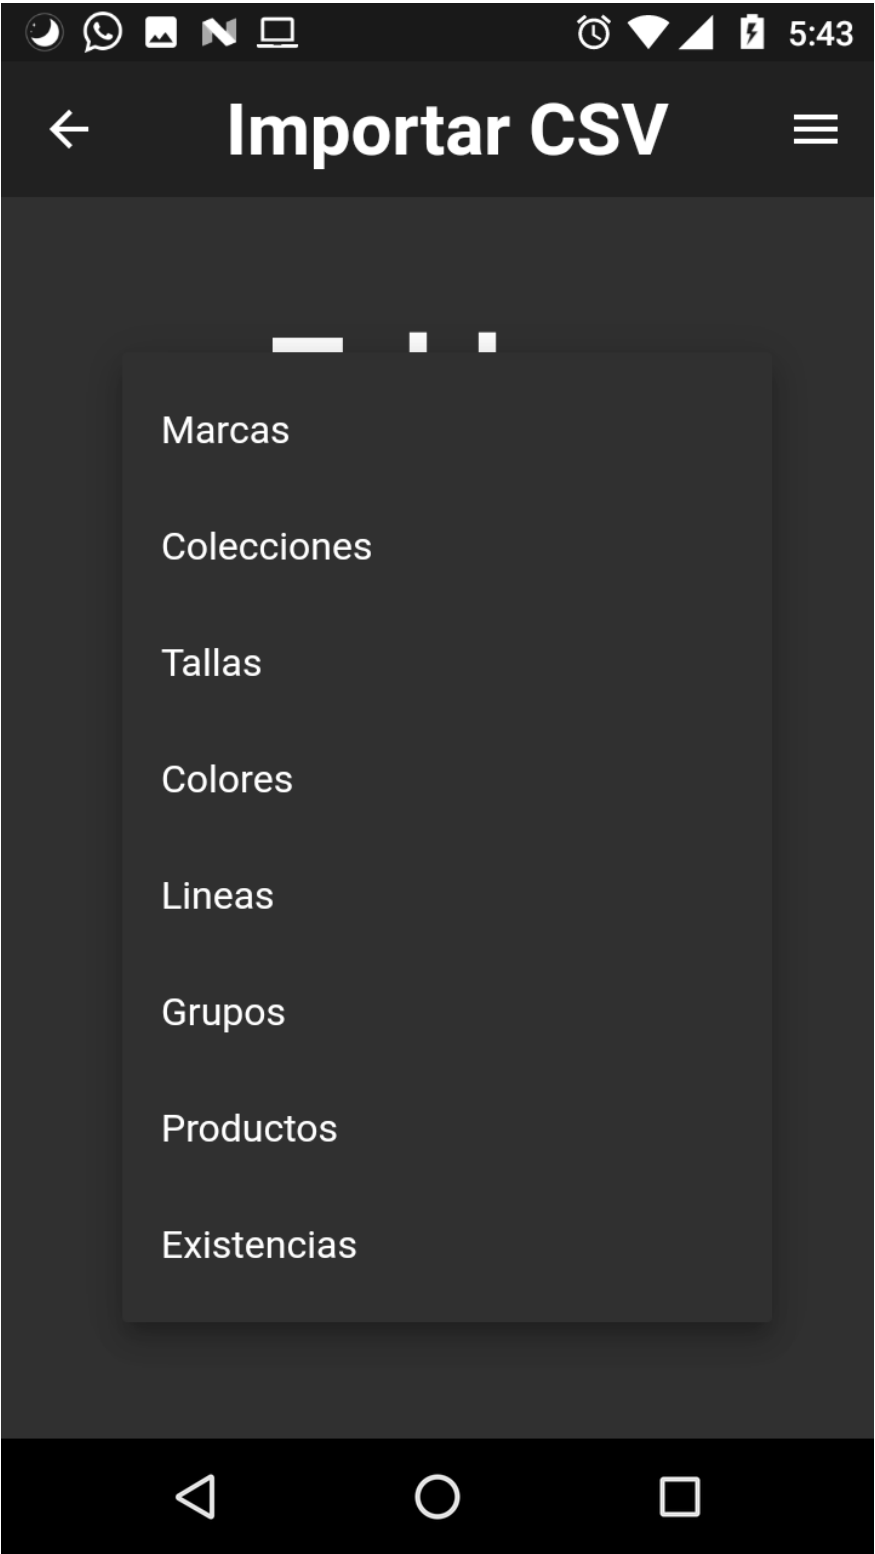 5:43
Importar CSV
Marcas
Colecciones
Tallas
Colores
Lineas
Grupos
Productos
Existencias